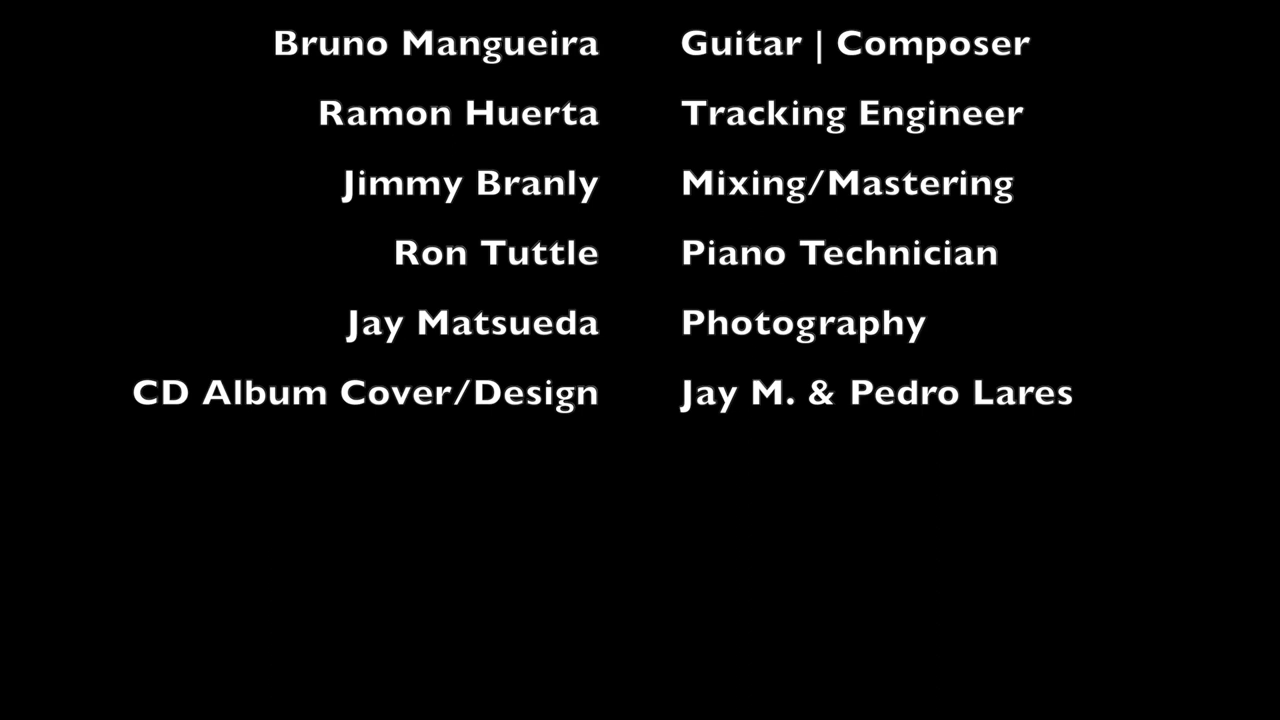 Bruno Mangueira Guitar | Composer
Ramon Huerta Tracking Engineer
Jimmy Branly Mixing/Mastering
Ron Tuttle Piano Technician
Jay Matsueda Photography
CD Album Cover/Design Jay M. & Pedro Lares